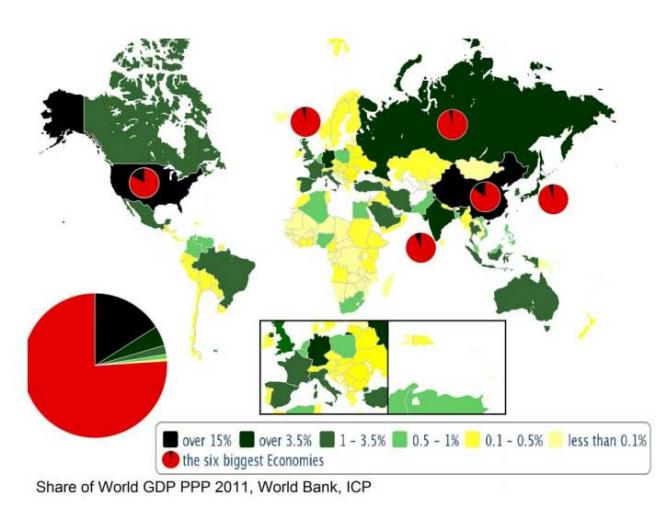 over 15% over 3.5% 1 - 3.5% 0.5 - 1% 0.1 - 0.5% less than 0.1%
the six biggest Economies
Share of World GDP PPP 2011, World Bank, ICP